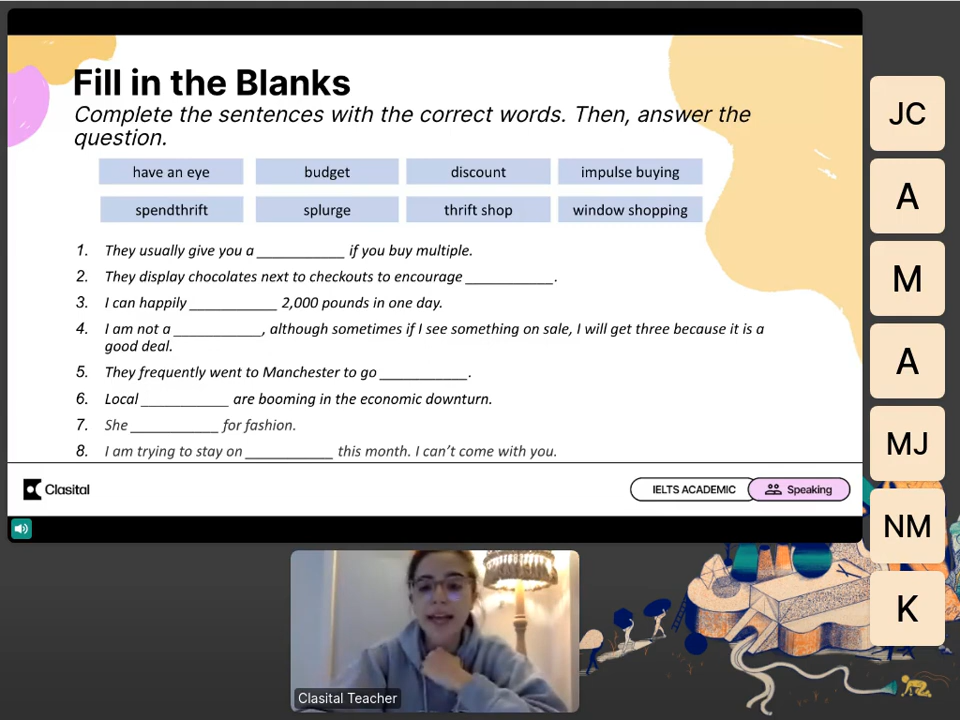 Fill in the Blanks
Complete the sentences with the correct words. Then, answer the
question.
have an eye
budget
discount
impulse buying
spendthrift
splurge
thrift shop
window shopping
1. They usually give you a ___________ if you buy multiple.
2. They display chocolates next to checkouts to encourage ___________.
3. I can happily ___________ 2,000 pounds in one day.
4. I am not a ___________, although sometimes if I see something on sale, I will get three because it is a
good deal.
5. They frequently went to Manchester to go ___________.
6. Local ___________ are booming in the economic downturn.
7. She ___________ for fashion.
8. I am trying to stay on ___________ this month. I can’t come with you.
Clasital
IELTS ACADEMIC
Speaking
JC
A
M
A
MJ
NM
K
Clasital Teacher